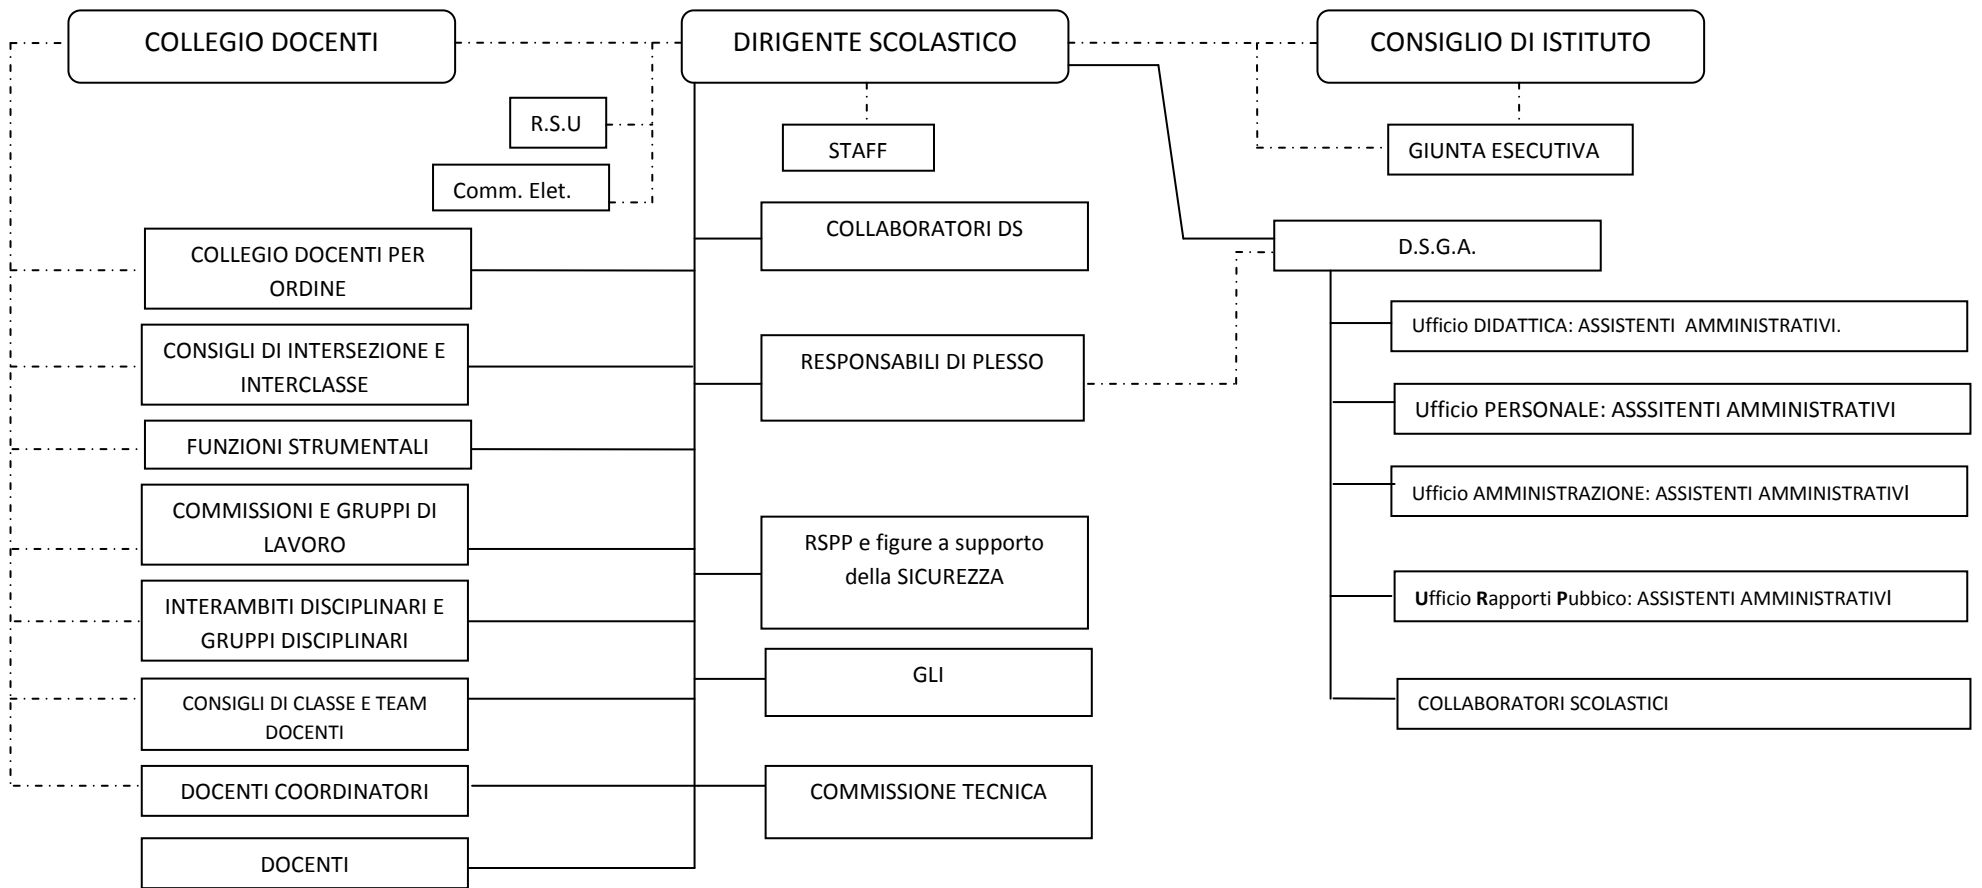 COLLEGIO DOCENTI
DIRIGENTE SCOLASTICO
CONSIGLIO DI ISTITUTO
R.S.U
STAFF
GIUNTA ESECUTIVA
Comm. Elet.
COLLEGIO DOCENTI PER
ORDINE
CONSIGLI DI INTERSEZIONE E
INTERCLASSE
FUNZIONI STRUMENTALI
COMMISSIONI E GRUPPI DI
LAVORO
INTERAMBITI DISCIPLINARI E
GRUPPI DISCIPLINARI
CONSIGLI DI CLASSE E TEAM
DOCENTI
DOCENTI COORDINATORI
DOCENTI
COLLABORATORI DS
RESPONSABILI DI PLESSO
RSPP e figure a supporto
della SICUREZZA
GLI
COMMISSIONE TECNICA
D.S.G.A.
Ufficio DIDATTICA: ASSISTENTI AMMINISTRATIVI.
Ufficio PERSONALE: ASSSITENTI AMMINISTRATIVI
Ufficio AMMINISTRAZIONE: ASSISTENTI AMMINISTRATIVI
Ufficio Rapporti Pubbico: ASSISTENTI AMMINISTRATIVI
COLLABORATORI SCOLASTICI